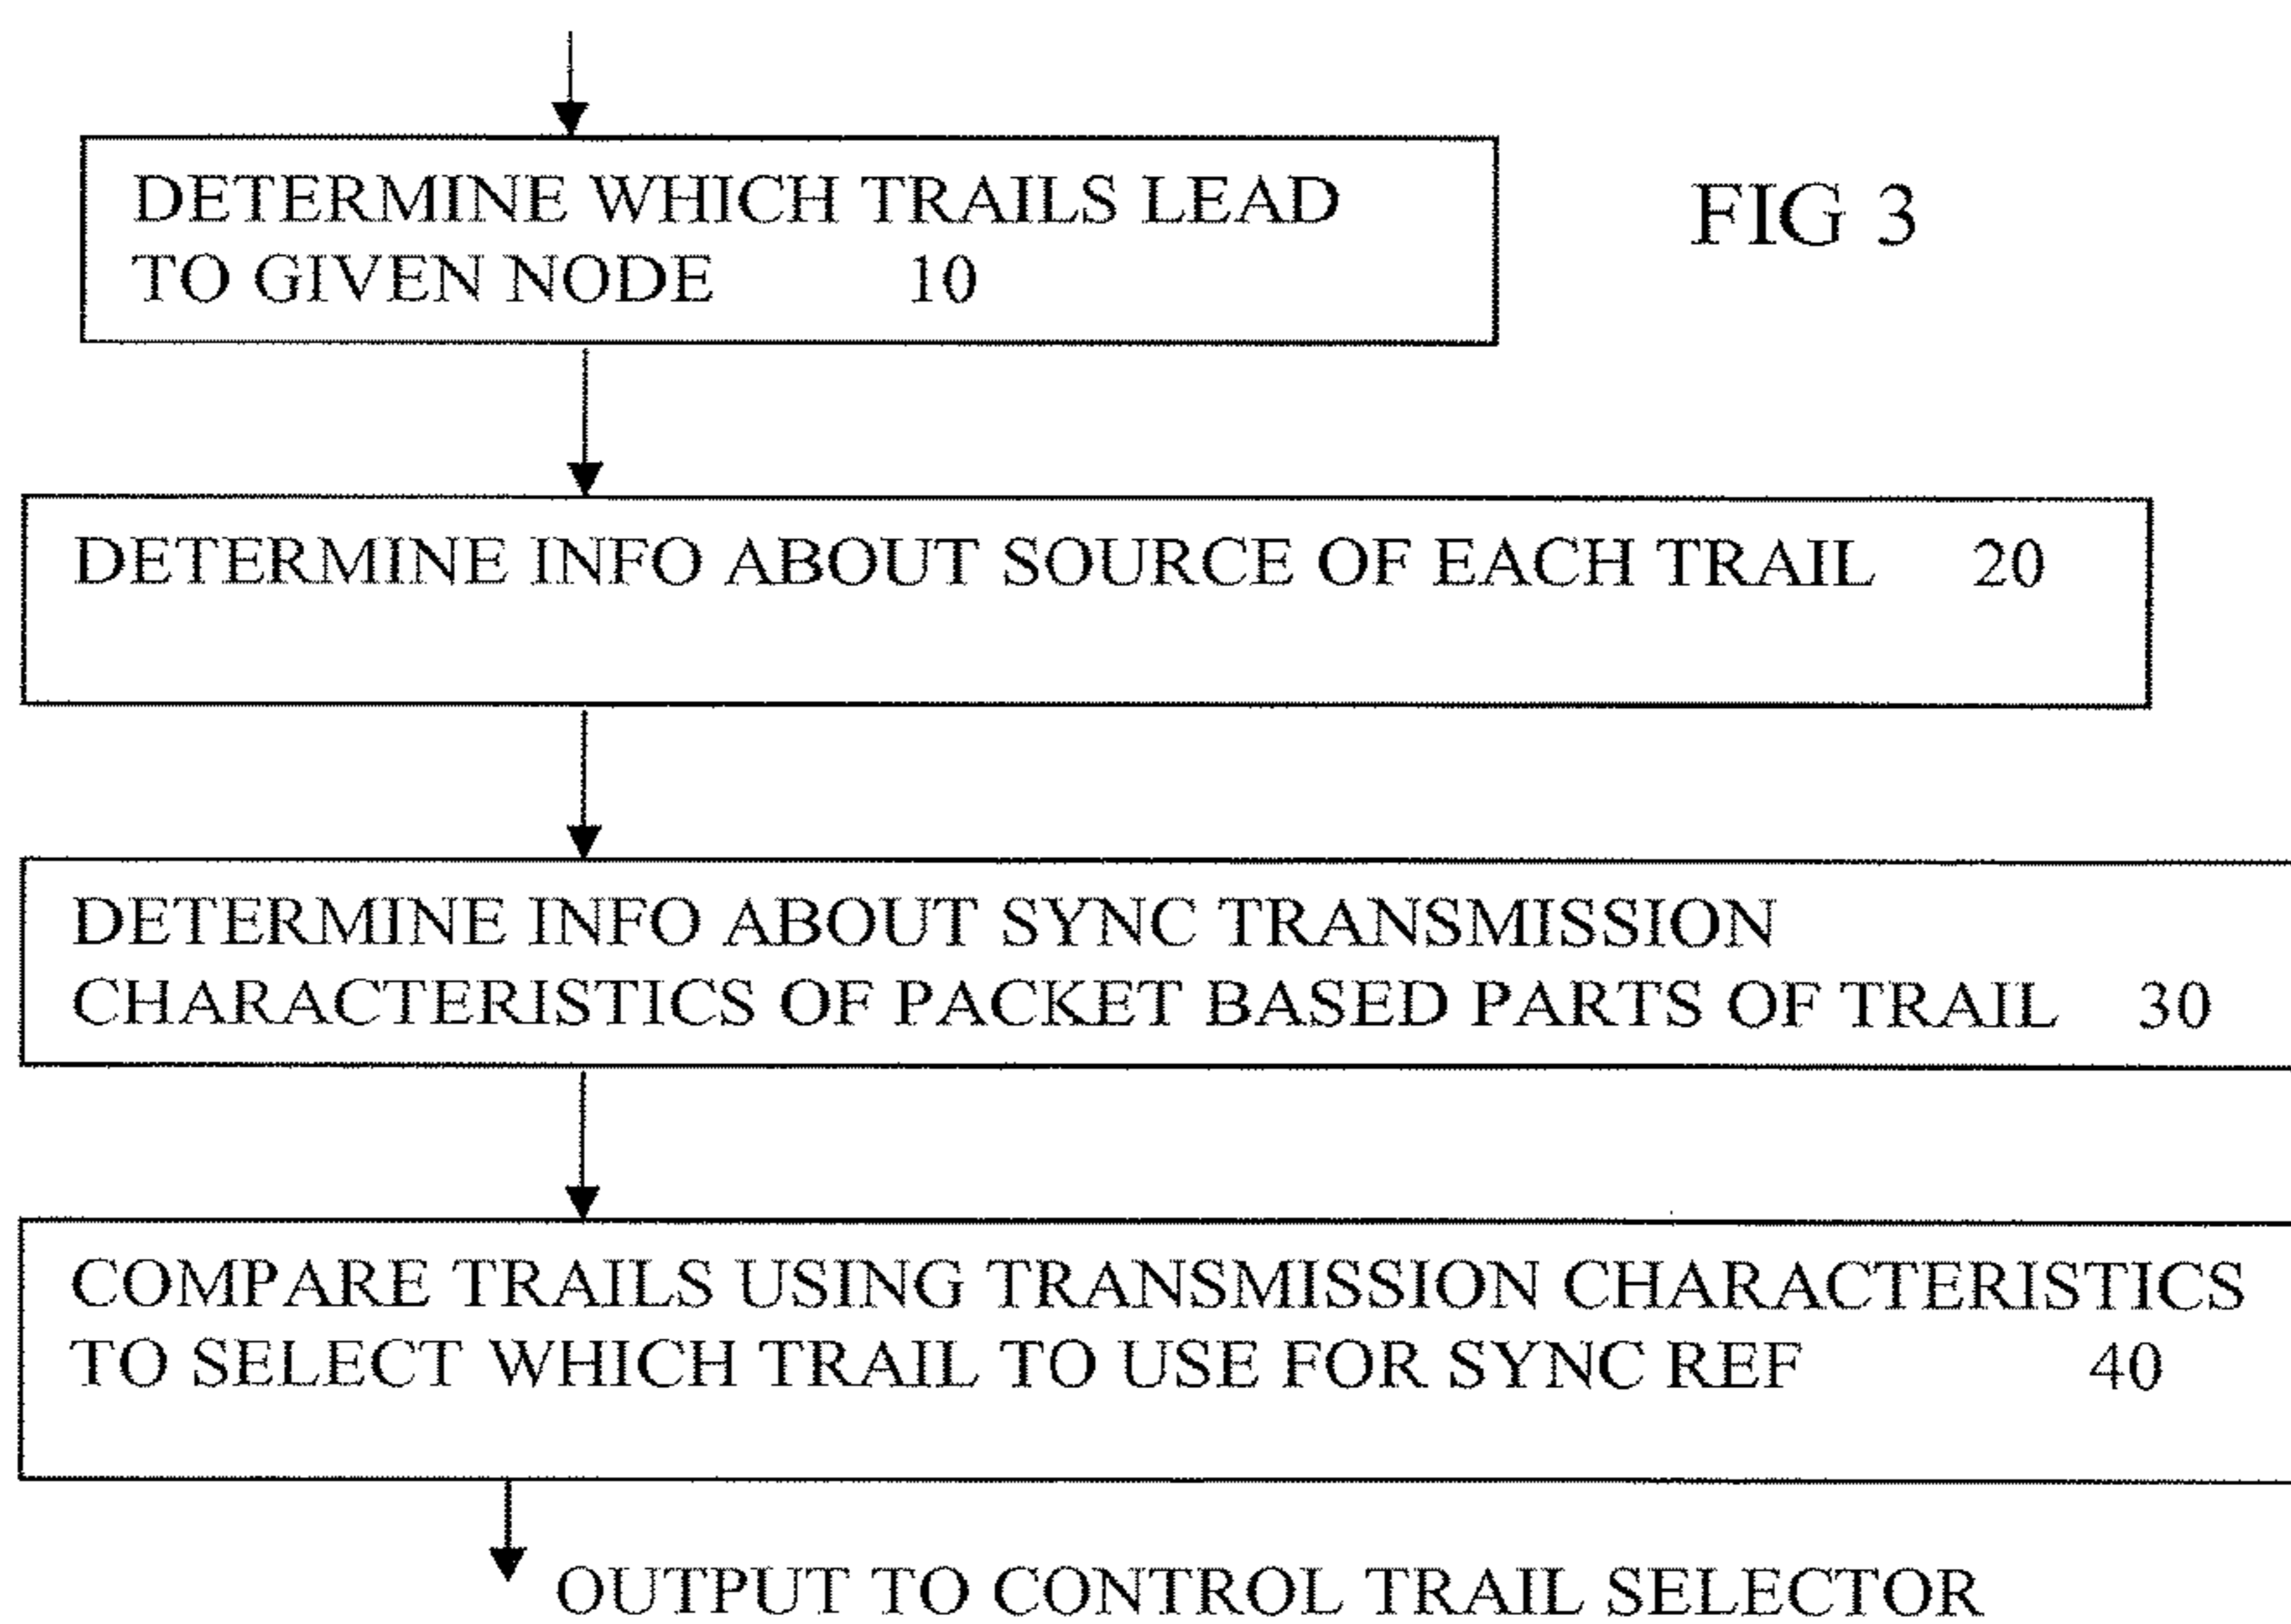 DETERMINE WHICH TRAILS LEAD
TO GIVEN NODE 10
FIG 3
DETERMINE INFO ABOUT SOURCE OF EACH TRAIL 20
DETERMINE INFO ABOUT SYNC TRANSMISSION
CHARACTERISTICS OF PACKET BASED PARTS OF TRAIL 30
COMPARE TRAILS USING TRANSMISSION CHARACTERISTICS
TO SELECT WHICH TRAIL TO USE FOR SYNC REF 40
OUTPUT TO CONTROL TRAIL SELECTOR